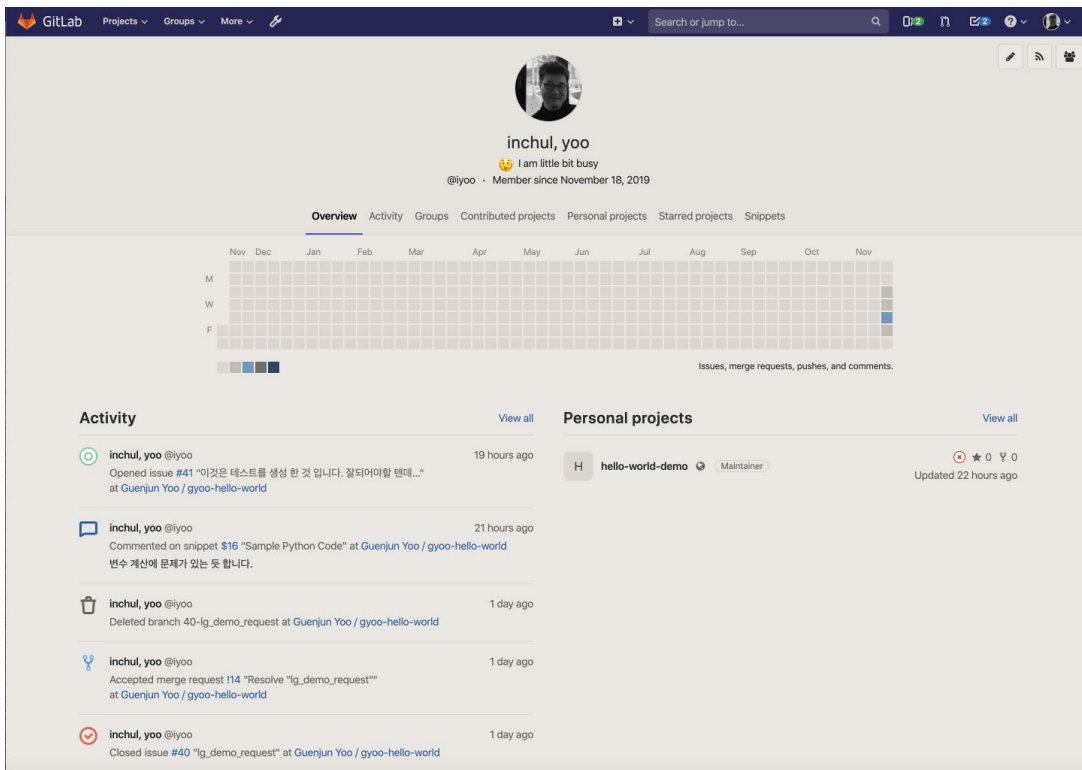 GitLab Projects Groups More Search or jump to... 2 2
inchul, yoo
😲 I am little bit busy
@iyoo · Member since November 18, 2019
Overview Activity Groups Contributed projects Personal projects Starred projects Snippets
Nov Dec Jan Feb Mar Apr May Jun Jul Aug Sep Oct Nov
M
W
F
Issues, merge requests, pushes, and comments.
Activity View all
inchul, yoo @iyoo 19 hours ago
Opened issue #41 "이것은 테스트를 생성 한 것 입니다. 잘되어야할 텐데..."
at Guenjun Yoo / gyoo-hello-world
inchul, yoo @iyoo 21 hours ago
Commented on snippet $16 "Sample Python Code" at Guenjun Yoo / gyoo-hello-world
변수 계산에 문제가 있는 듯 합니다.
inchul, yoo @iyoo 1 day ago
Deleted branch 40-lg_demo_request at Guenjun Yoo / gyoo-hello-world
inchul, yoo @iyoo 1 day ago
Accepted merge request !14 "Resolve "lg_demo_request""
at Guenjun Yoo / gyoo-hello-world
inchul, yoo @iyoo 1 day ago
Closed issue #40 "lg_demo_request" at Guenjun Yoo / gyoo-hello-world
Personal projects View all
H hello-world-demo Maintainer 0 0
Updated 22 hours ago